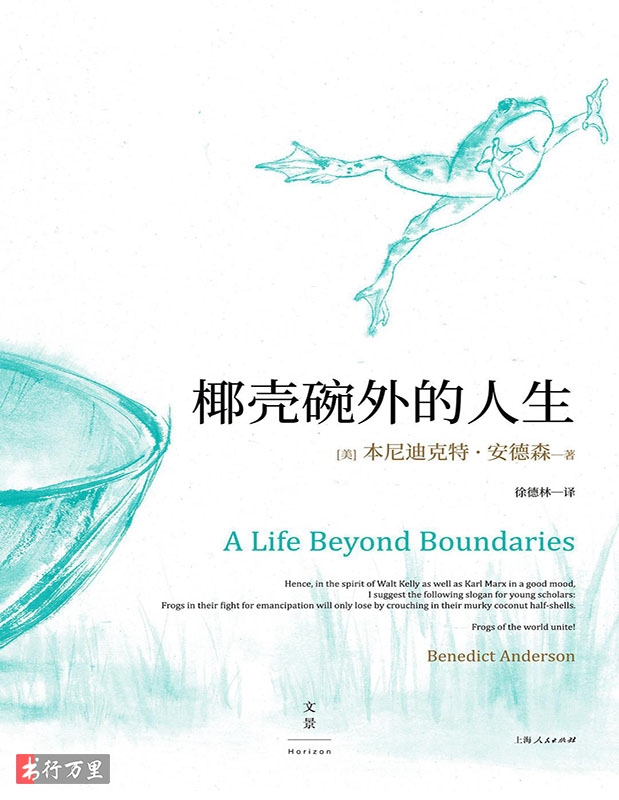 椰壳碗外的人生
[美] 本尼迪克特·安德森—著
徐德林—译
A Life Beyond Boundaries
Hence, in the spirit of Walt Kelly as well as Karl Marx in a good mood,
I suggest the following slogan for young scholars:
Frogs in their fight for emancipation will only lose by crouching in their murky coconut half-shells.
Frogs of the world unite!
Benedict Anderson
文
景
Horizon
上海人民出版社
书行万里